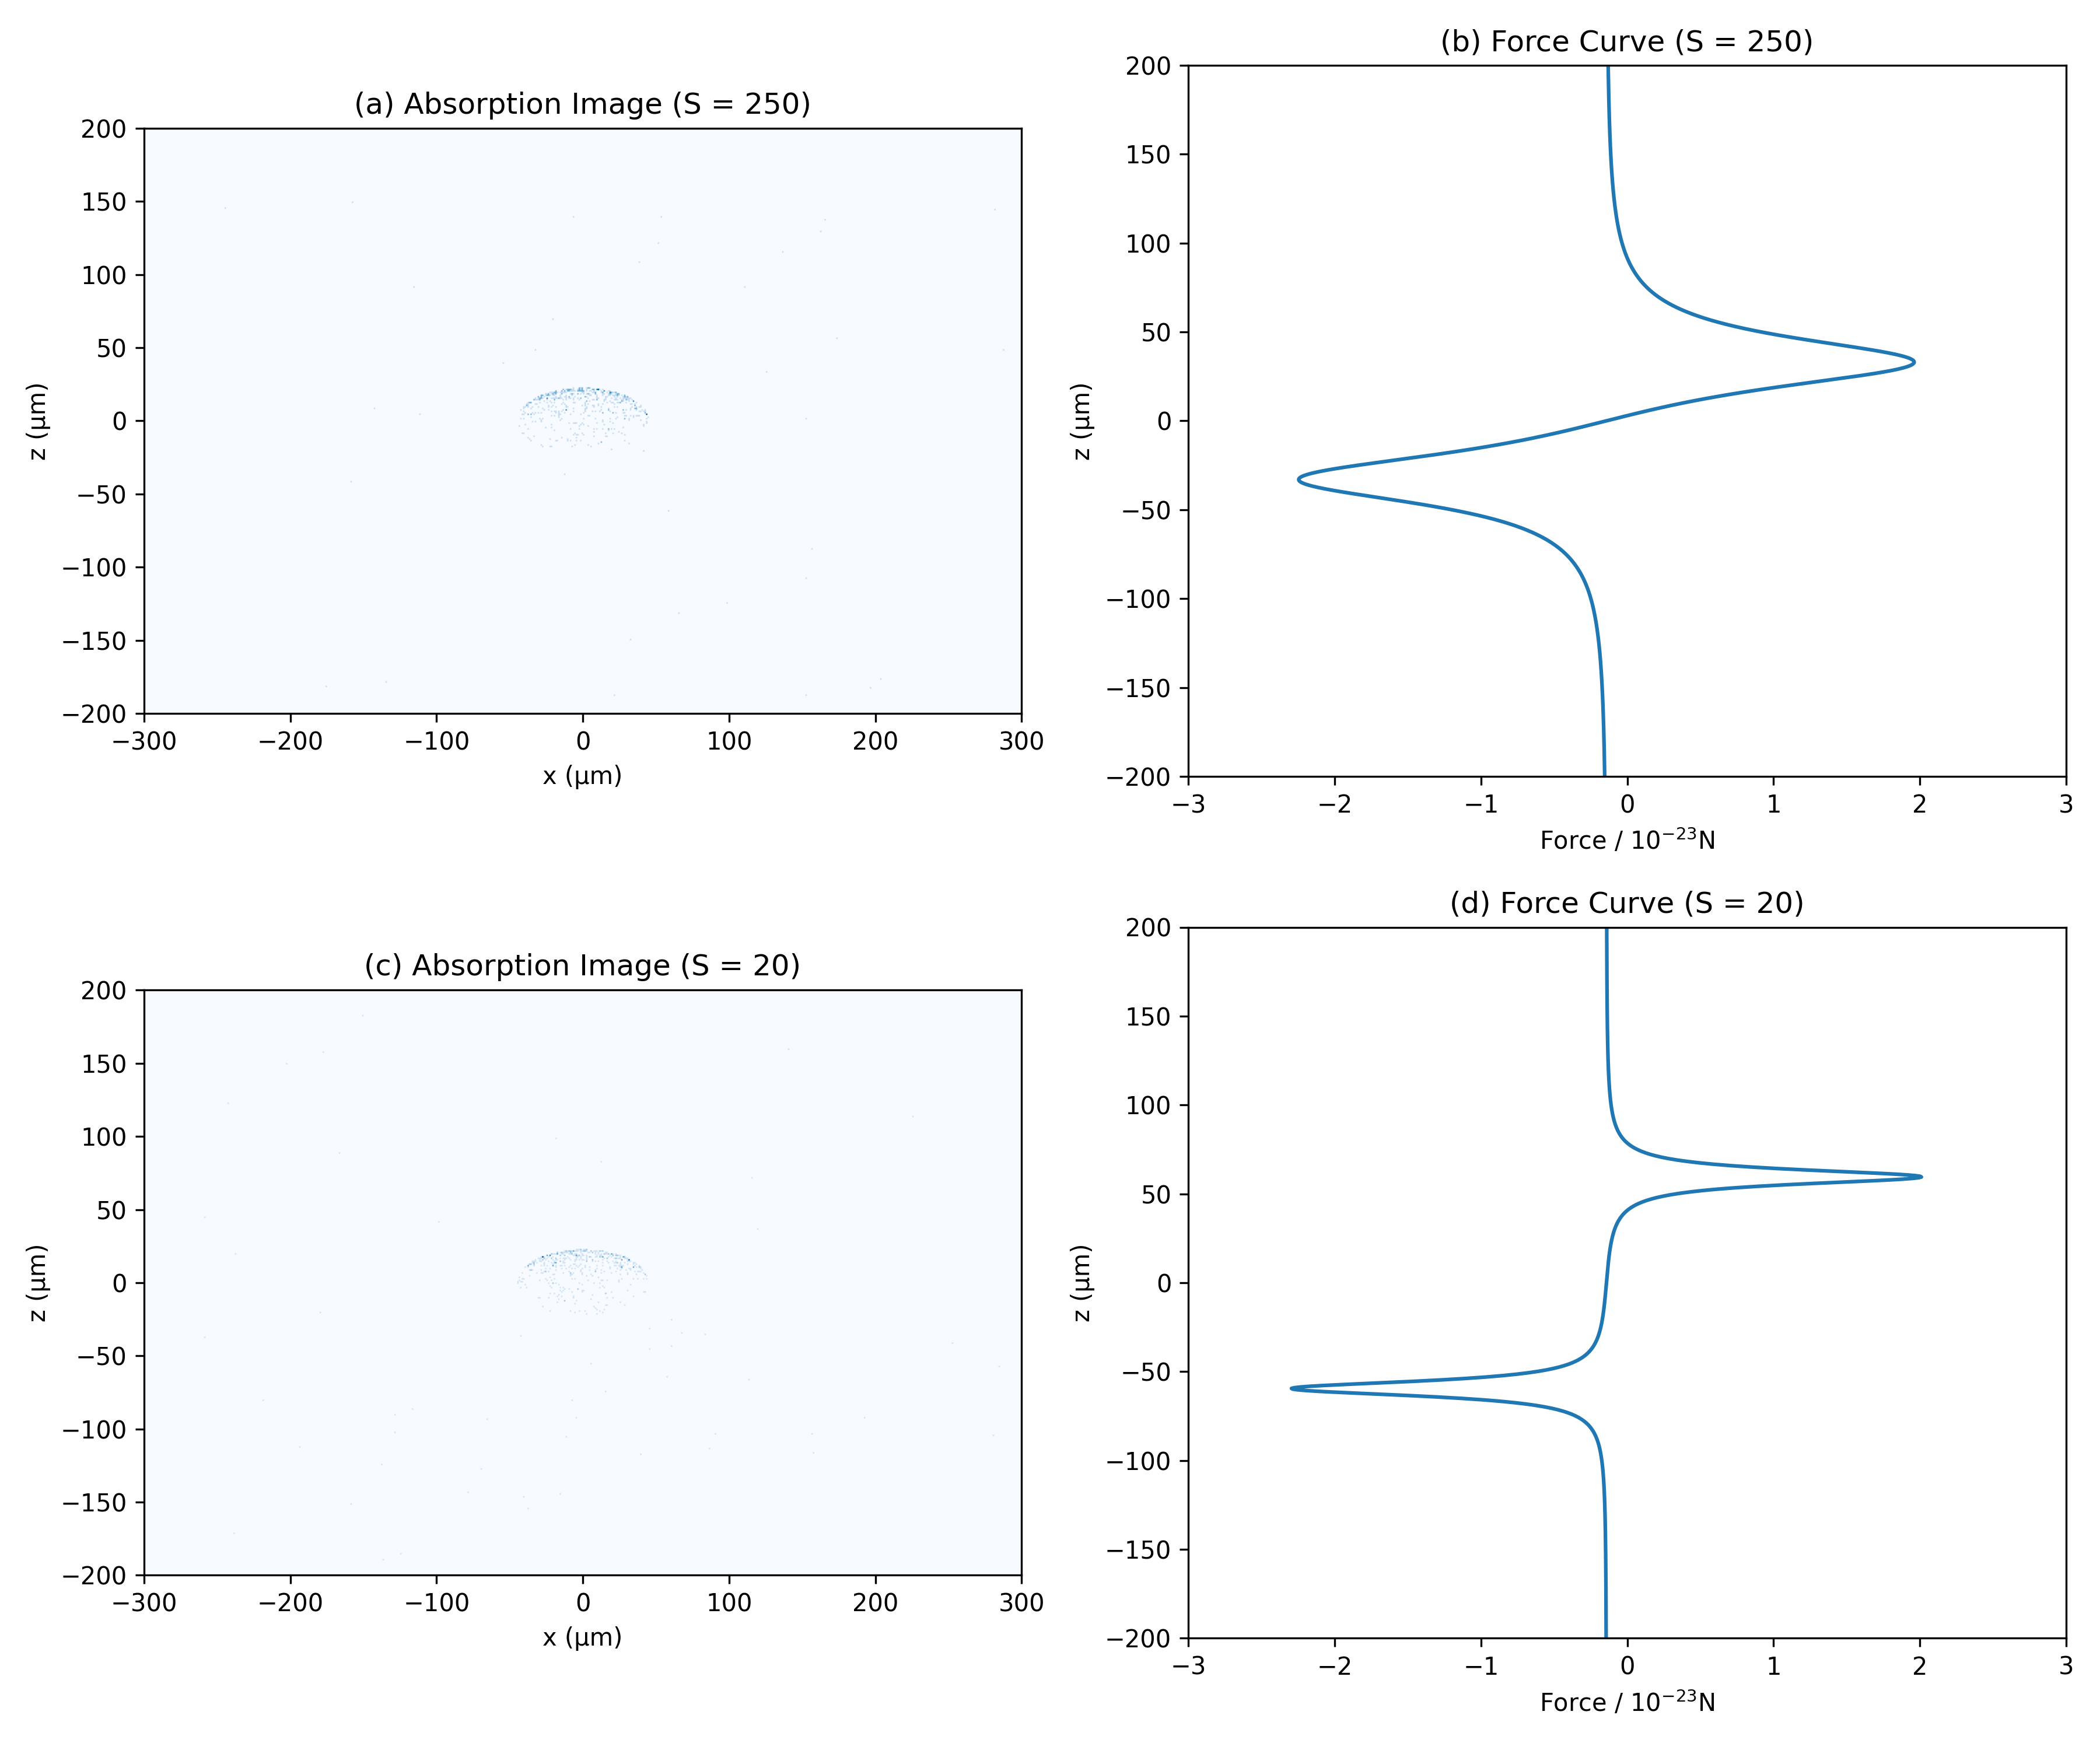 (a) Absorption Image (S = 250)
200
150
100
50
0
−50
−100
−150
−200
z (μm)
−300 −200 −100 0 100 200 300
x (μm)
(b) Force Curve (S = 250)
200
150
100
50
0
−50
−100
−150
−200
z (μm)
−3 −2 −1 0 1 2 3
Force / 10⁻²³N
(c) Absorption Image (S = 20)
200
150
100
50
0
−50
−100
−150
−200
z (μm)
−300 −200 −100 0 100 200 300
x (μm)
(d) Force Curve (S = 20)
200
150
100
50
0
−50
−100
−150
−200
z (μm)
−3 −2 −1 0 1 2 3
Force / 10⁻²³N